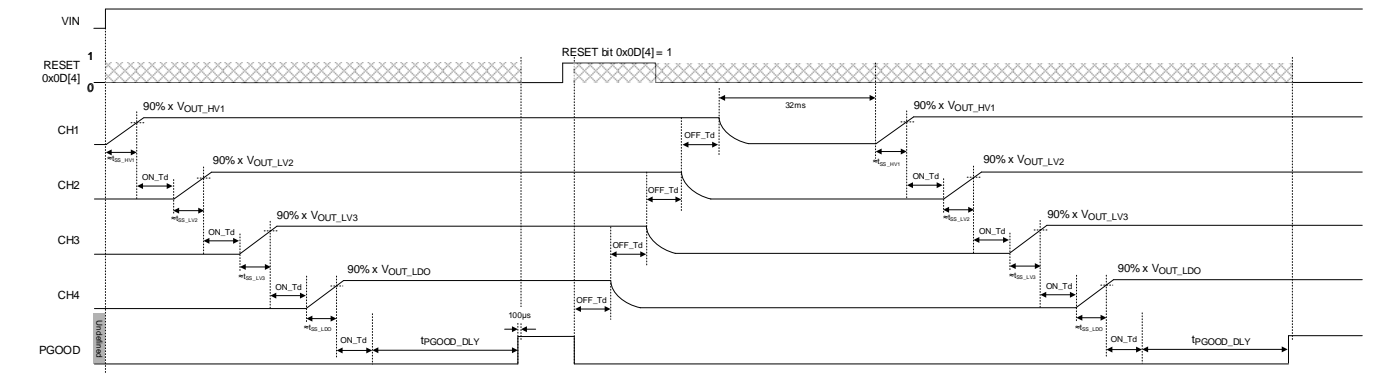 VIN
RESET bit 0x0D[4] = 1
1
RESET
0x0D[4]
0
32ms
90% x VOUT_HV1
90% x VOUT_HV1
CH1
OFF_Td
≈tSS_HV1
≈tSS_HV1
90% x VOUT_LV2
90% x VOUT_LV2
ON_Td
ON_Td
CH2
OFF_Td
≈tSS_LV2
≈tSS_LV2
90% x VOUT_LV3
90% x VOUT_LV3
ON_Td
ON_Td
CH3
OFF_Td
≈tSS_LV3
≈tSS_LV3
90% x VOUT_LDO
90% x VOUT_LDO
ON_Td
ON_Td
CH4
OFF_Td
≈tSS_LDO
≈tSS_LDO
100µs
Undefined
ON_Td
tPGOOD_DLY
ON_Td
tPGOOD_DLY
PGOOD